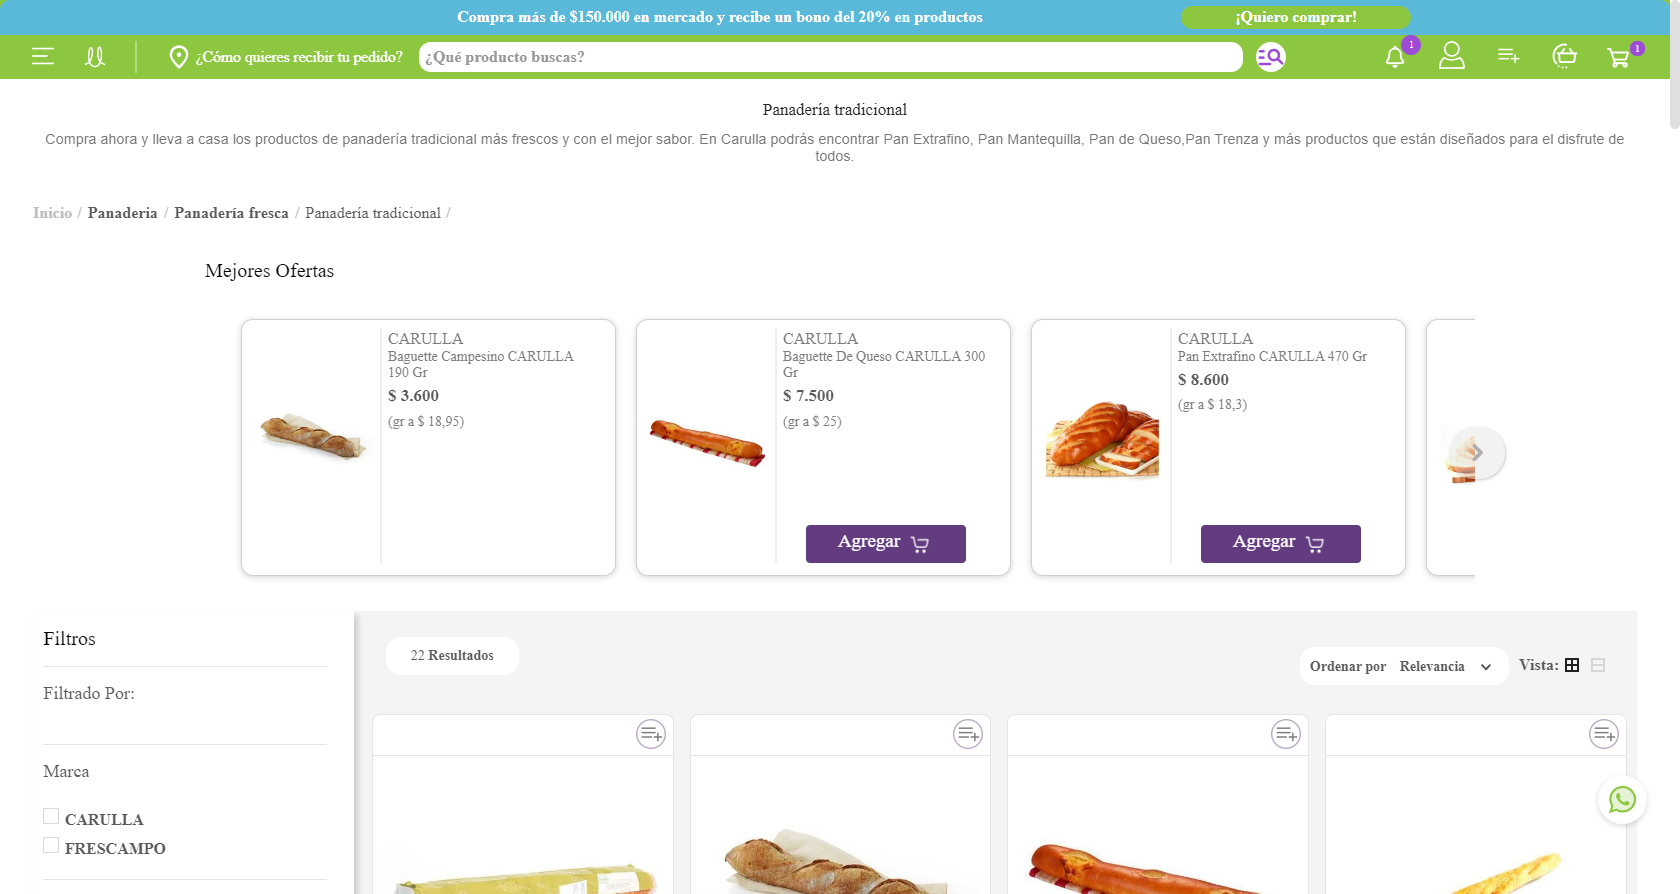 Compra más de $150.000 en mercado y recibe un bono del 20% en productos
¡Quiero comprar!
¿Cómo quieres recibir tu pedido?
¿Qué producto buscas?
1
1
Panadería tradicional
Compra ahora y lleva a casa los productos de panadería tradicional más frescos y con el mejor sabor. En Carulla podrás encontrar Pan Extrafino, Pan Mantequilla, Pan de Queso,Pan Trenza y más productos que están diseñados para el disfrute de
todos.
Inicio / Panaderia / Panadería fresca / Panadería tradicional /
Mejores Ofertas
CARULLA
Baguette Campesino CARULLA
190 Gr
$ 3.600
(gr a $ 18,95)
CARULLA
Baguette De Queso CARULLA 300
Gr
$ 7.500
(gr a $ 25)
Agregar
CARULLA
Pan Extrafino CARULLA 470 Gr
$ 8.600
(gr a $ 18,3)
Agregar
Filtros
Filtrado Por:
Marca
CARULLA
FRESCAMPO
22 Resultados
Ordenar por Relevancia
Vista: